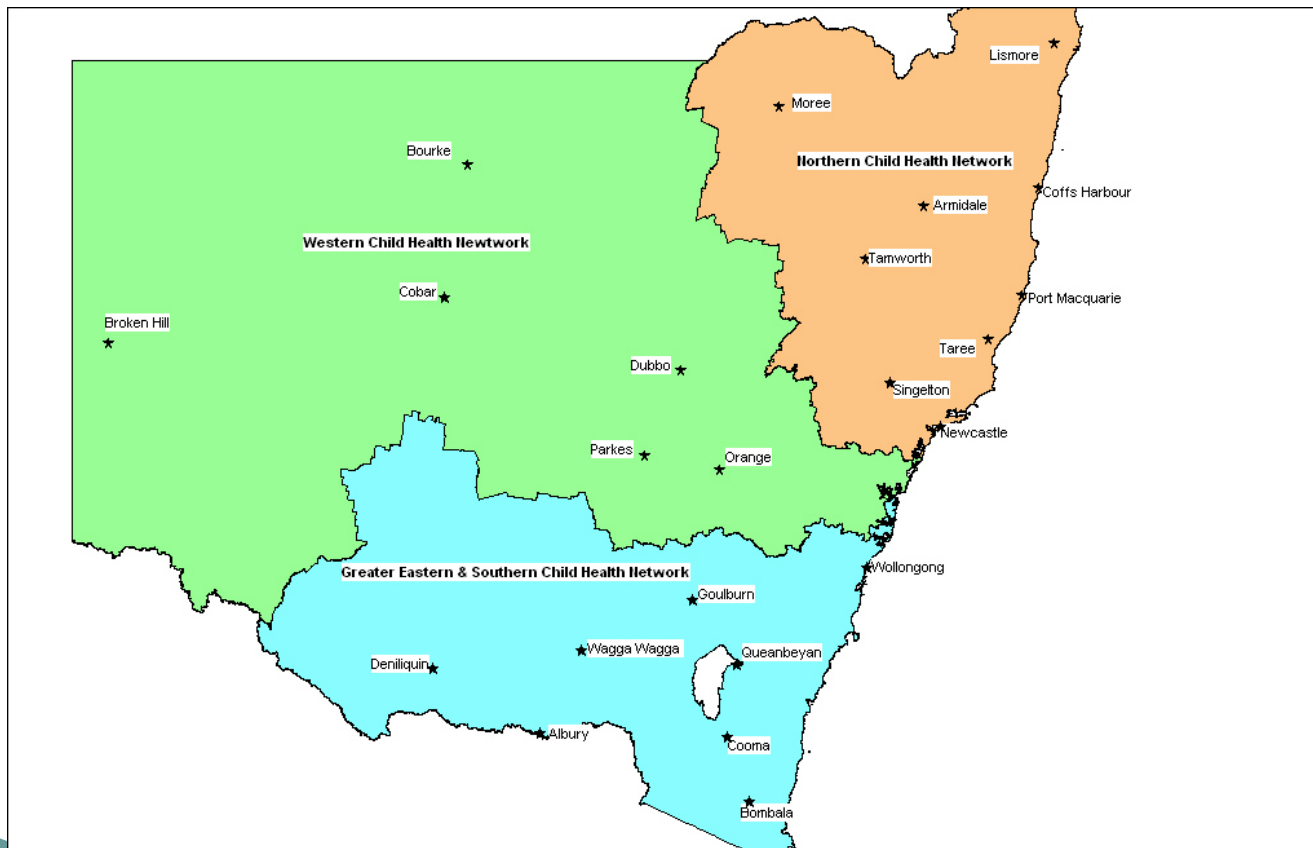 Lismore
Moree
Bourke
Northern Child Health Network
Coffs Harbour
Armidale
Western Child Health Newtwork
Tamworth
Cobar
Port Macquarie
Broken Hill
Taree
Dubbo
Singelton
Newcastle
Parkes
Orange
Wollongong
Greater Eastern & Southern Child Health Network
Goulburn
Wagga Wagga
Queanbeyan
Deniliquin
Albury
Cooma
Bombala